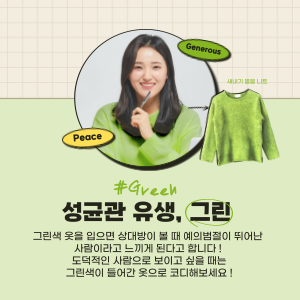 Generous
새내기 봄봄 니트
Peace
#Green
성균관 유생, 그린
그린색 옷을 입으면 상대방이 볼 때 예의범절이 뛰어난
사람이라고 느끼게 된다고 합니다 !
도덕적인 사람으로 보이고 싶을 때는
그린색이 들어간 옷으로 코디해보세요 !